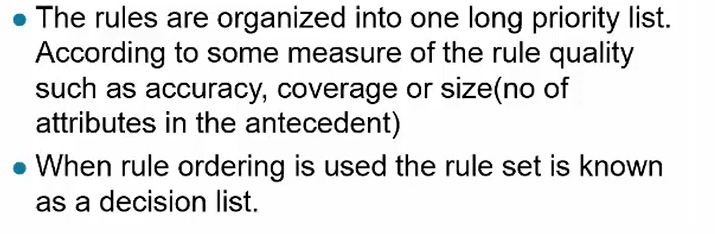 • The rules are organized into one long priority list.
According to some measure of the rule quality
such as accuracy, coverage or size(no of
attributes in the antecedent)
• When rule ordering is used the rule set is known
as a decision list.